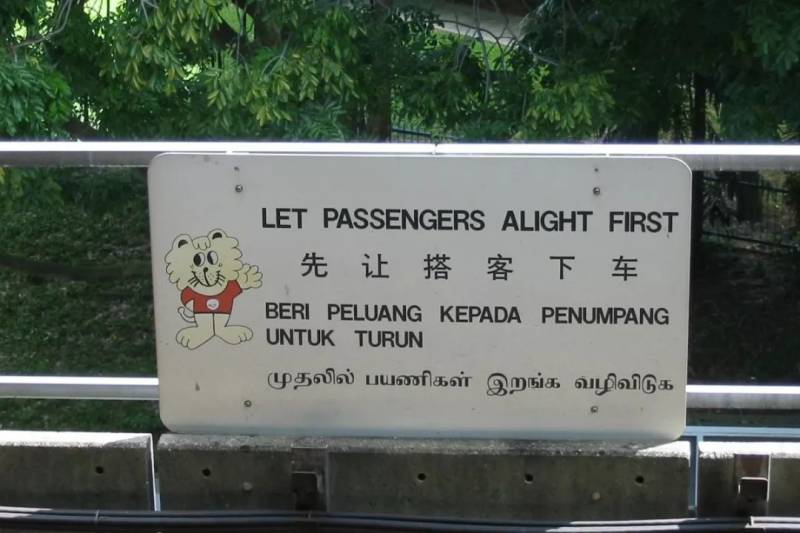 LET PASSENGERS ALIGHT FIRST
先让搭客下车
BERI PELUANG KEPADA PENUMPANG
UNTUK TURUN
முதலில் பயணிகள் இறங்க வழிவிடுக